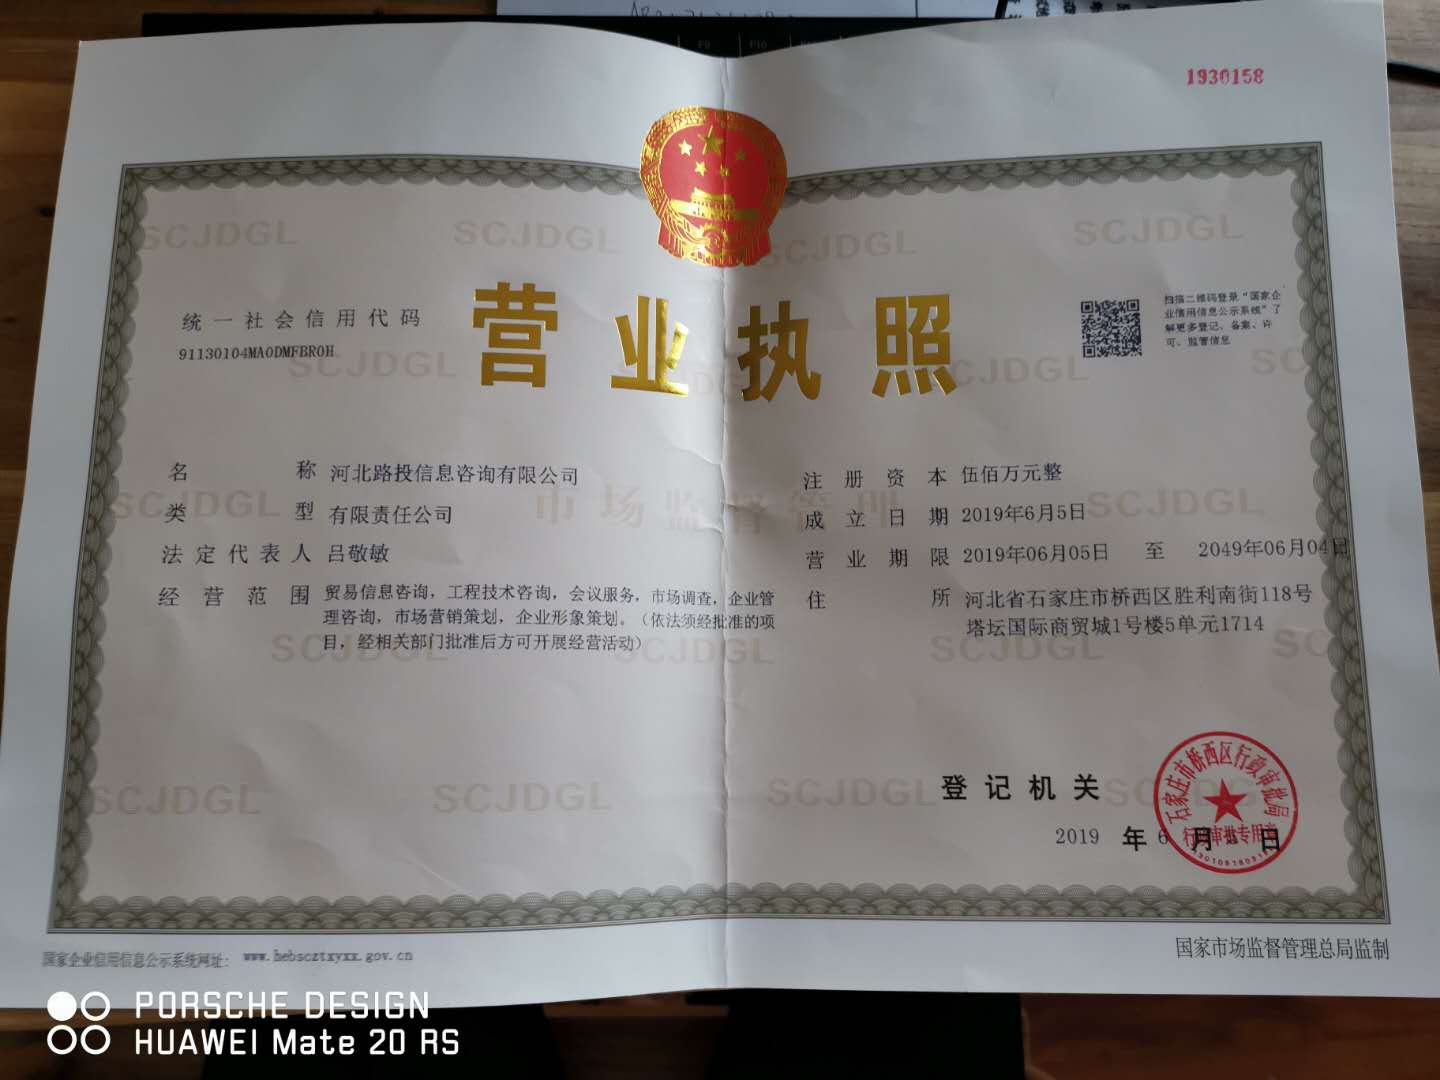 1930158
营业执照
统一社会信用代码
91130104MA0DMFBR0H
扫描二维码登录“国家企
业信用信息公示系统”了
解更多登记、备案、许
可、监管信息
名称 河北路投信息咨询有限公司
类型 有限责任公司
法定代表人 吕敬敏
经营范围 贸易信息咨询，工程技术咨询，会议服务，市场调查，企业管
理咨询，市场营销策划，企业形象策划。（依法须经批准的项
目，经相关部门批准后方可开展经营活动）
注册资本 伍佰万元整
成立日期 2019年6月5日
营业期限 2019年06月05日 至 2049年06月04日
住所 河北省石家庄市桥西区胜利南街118号
塔坛国际商贸城1号楼5单元1714
市场监督管理
SCJDGL
登记机关
石家庄市桥西区行政审批局
行政审批专用章
2019 年 6 月 5 日
国家企业信用信息公示系统网址：www.hebscztxyxx.gov.cn
国家市场监督管理总局监制
PORSCHE DESIGN
HUAWEI Mate 20 RS